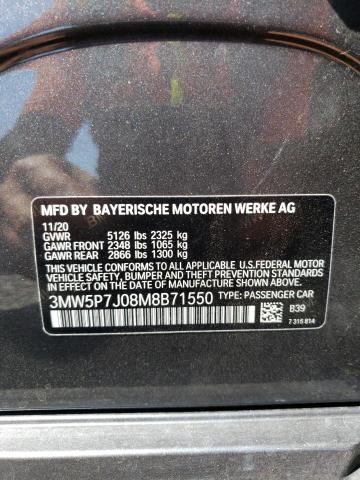 MFD BY BAYERISCHE MOTOREN WERKE AG
11/20
GVWR 5126 lbs 2325 kg
GAWR FRONT 2348 lbs 1065 kg
GAWR REAR 2866 lbs 1300 kg
THIS VEHICLE CONFORMS TO ALL APPLICABLE U.S.FEDERAL MOTOR
VEHICLE SAFETY, BUMPER AND THEFT PREVENTION STANDARDS
IN EFFECT ON THE DATE OF MANUFACTURE SHOWN ABOVE.
3MW5P7J08M8B71550 TYPE: PASSENGER CAR
B39
7 315 814